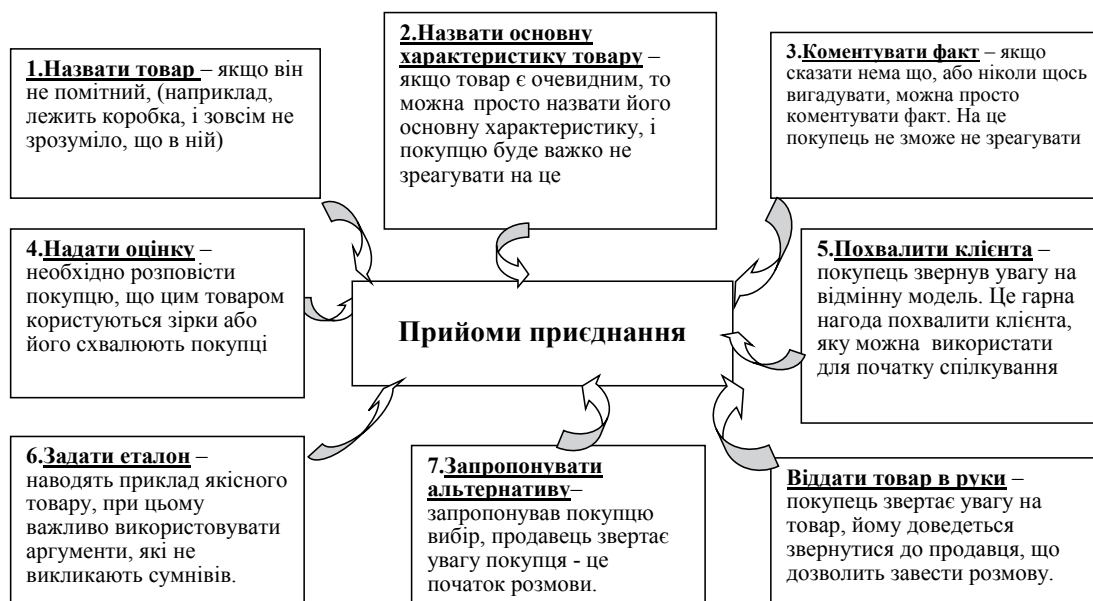 1.Назвати товар – якщо він
не помітний, (наприклад,
лежить коробка, і зовсім не
зрозуміло, що в ній)
2.Назвати основну
характеристику товару –
якщо товар є очевидним, то
можна просто назвати його
основну характеристику, і
покупцю буде важко не
зреагувати на це
3.Коментувати факт – якщо
сказати нема що, або ніколи щось
вигадувати, можна просто
коментувати факт. На це
покупець не зможе не зреагувати
4.Надати оцінку –
необхідно розповісти
покупцю, що цим товаром
користуються зірки або
його схвалюють покупці
Прийоми приєднання
5.Похвалити клієнта –
покупець звернув увагу на
відмінну модель. Це гарна
нагода похвалити клієнта,
яку можна використати
для початку спілкування
6.Задати еталон –
наводять приклад якісного
товару, при цьому
важливо використовувати
аргументи, які не
викликають сумнівів.
7.Запропонувати
альтернативу–
запропонував покупцю
вибір, продавець звертає
увагу покупця - це
початок розмови.
Віддати товар в руки –
покупець звертає увагу на
товар, йому доведеться
звернутися до продавця, що
дозволить завести розмову.